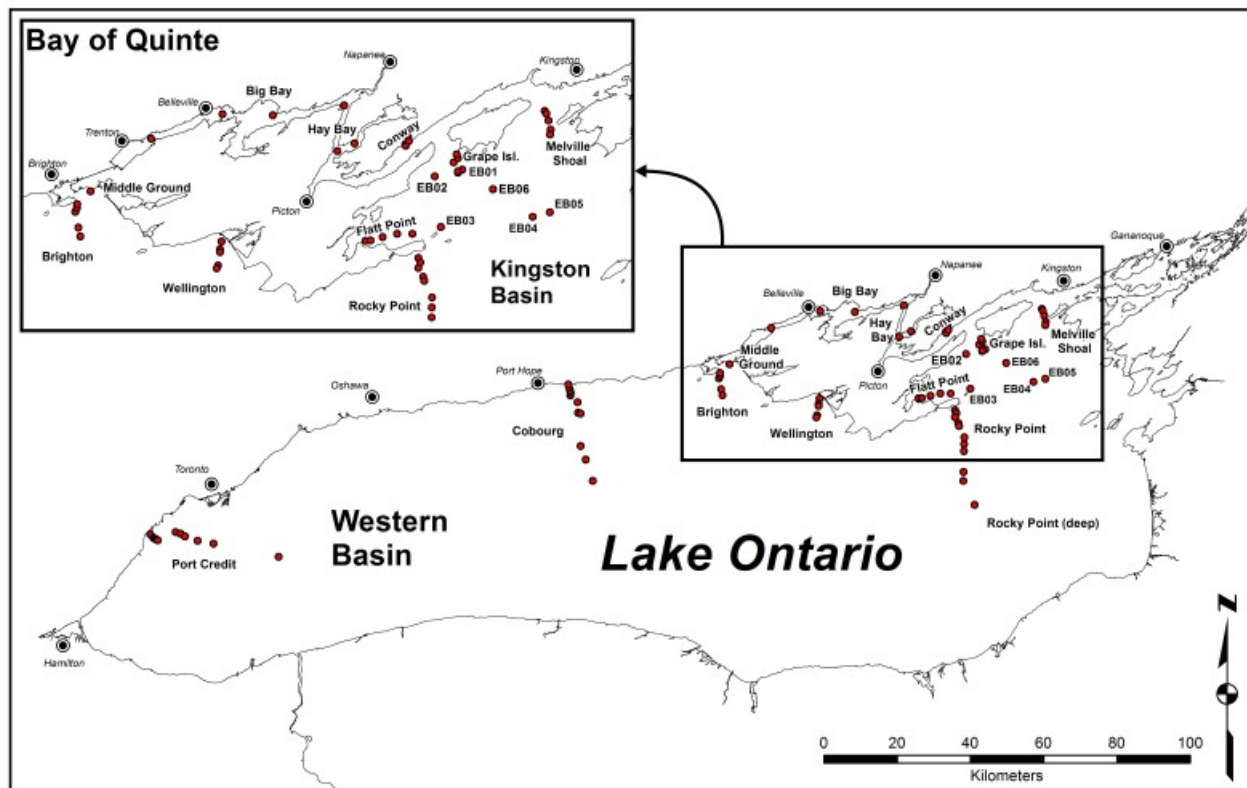 Bay of Quinte
Napanee
Kingston
Belleville
Big Bay
Trenton
Hay Bay
Conway
Melville
Shoal
Brighton
Middle Ground
Grape Isl.
EB01
EB02
EB06
Picton
EB05
EB04
Flatt Point
EB03
Brighton
Wellington
Kingston
Basin
Rocky Point
Gananoque
Napanee
Kingston
Belleville
Big Bay
Hay
Bay
Conway
Melville
Shoal
Middle
Ground
Grape Isl.
EB02
EB06
EB05
EB04
Picton
Flatt Point
EB03
Brighton
Wellington
Rocky Point
Port Hope
Oshawa
Cobourg
Toronto
Rocky Point (deep)
Western
Basin
Lake Ontario
Port Credit
Hamilton
N
0 20 40 60 80 100
Kilometers